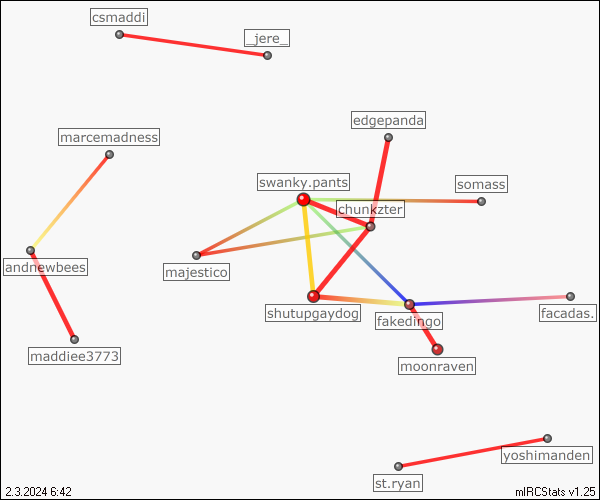 csmaddi
_jere_
edgepanda
marcemadness
swanky.pants
somass
chunkzter
andnewbees
majestico
shutupgaydog
fakedingo
facadas.
maddiee3773
moonraven
yoshimanden
st.ryan
2.3.2024 6:42
mIRCStats v1.25